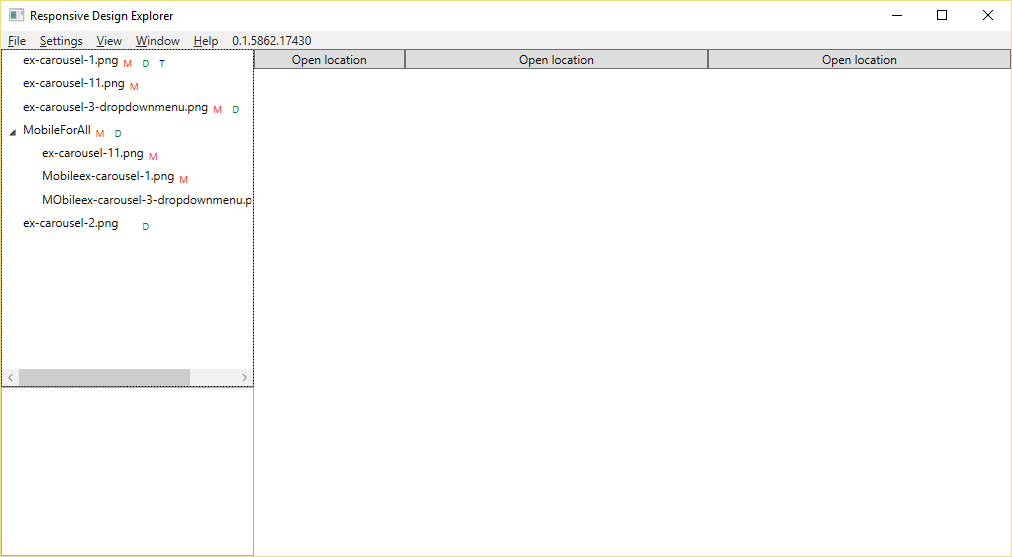 Responsive Design Explorer
File Settings View Window Help 0.1.5862.17430
Open location Open location Open location
ex-carousel-1.png M D T
ex-carousel-11.png M
ex-carousel-3-dropdownmenu.png M D
MobileForAll M D
ex-carousel-11.png M
Mobileex-carousel-1.png M
MObileex-carousel-3-dropdownmenu.p
ex-carousel-2.png D